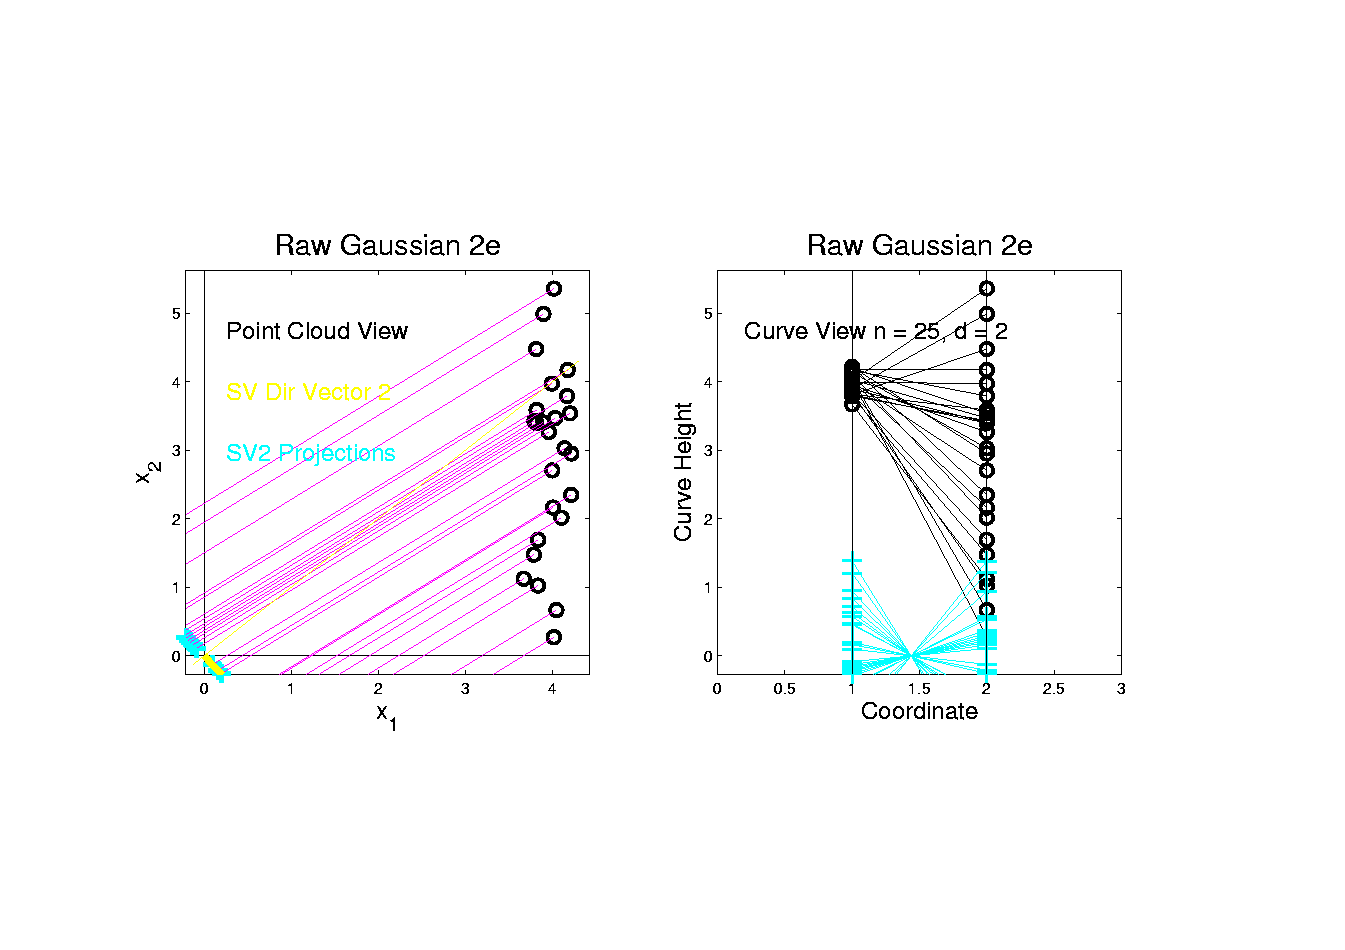 Raw Gaussian 2e
Point Cloud View
SV Dir Vector 2
SV2 Projections
x2
5
4
3
2
1
0
0
1
2
3
4
x1
Raw Gaussian 2e
Curve View n = 25, d = 2
Curve Height
5
4
3
2
1
0
0
0.5
1
1.5
2
2.5
3
Coordinate